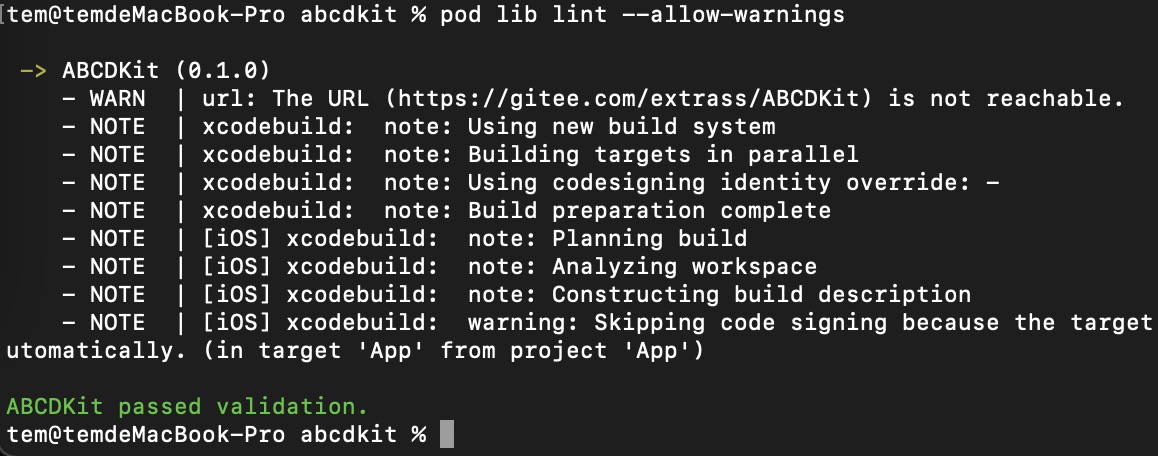 tem@temdeMacBook-Pro abcdkit % pod lib lint --allow-warnings
-> ABCDKit (0.1.0)
- WARN | url: The URL (https://gitee.com/extrass/ABCDKit) is not reachable.
- NOTE | xcodebuild: note: Using new build system
- NOTE | xcodebuild: note: Building targets in parallel
- NOTE | xcodebuild: note: Using codesigning identity override: -
- NOTE | xcodebuild: note: Build preparation complete
- NOTE | [iOS] xcodebuild: note: Planning build
- NOTE | [iOS] xcodebuild: note: Analyzing workspace
- NOTE | [iOS] xcodebuild: note: Constructing build description
- NOTE | [iOS] xcodebuild: warning: Skipping code signing because the target
utomatically. (in target 'App' from project 'App')
ABCDKit passed validation.
tem@temdeMacBook-Pro abcdkit %